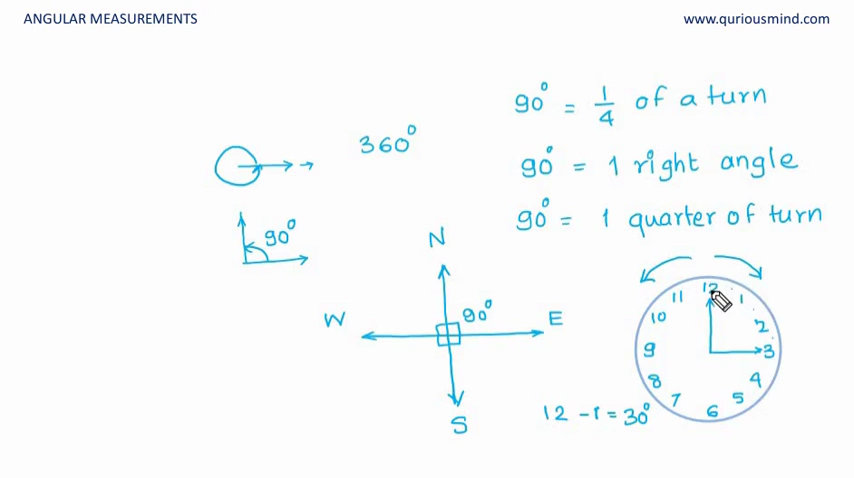 ANGULAR MEASUREMENTS
www.quriousmind.com
90° = 1/4 of a turn
360°
90° = 1 right angle
90° = 1 quarter of turn
90°
N
W 90° E
S
12
11 1
10 2
9 3
8 4
7 5
6
12 - 1 = 30°